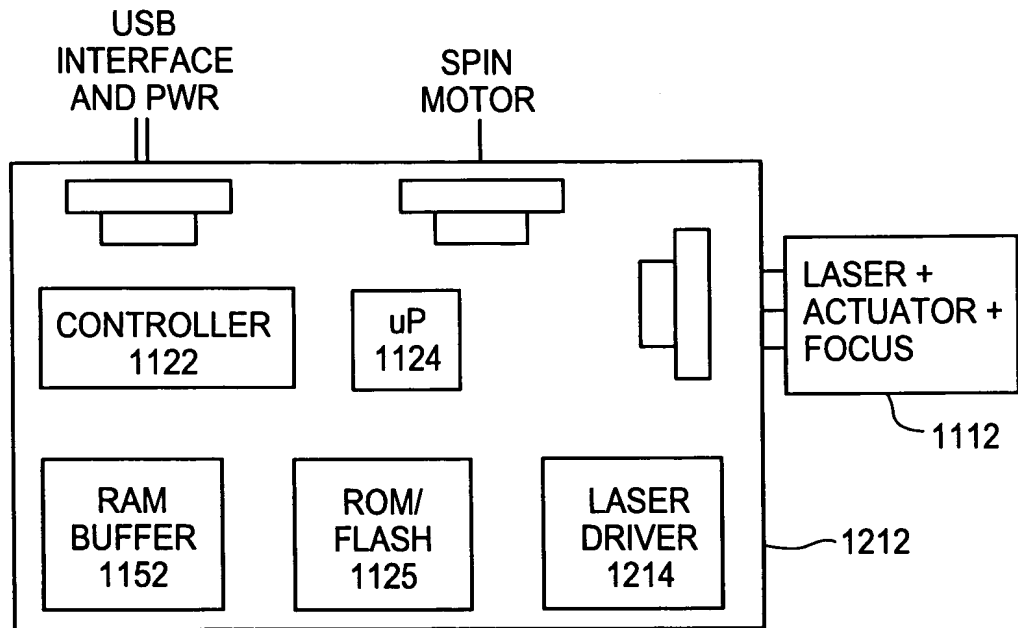 USB
INTERFACE
AND PWR
SPIN
MOTOR
CONTROLLER
1122
uP
1124
LASER +
ACTUATOR +
FOCUS
1112
RAM
BUFFER
1152
ROM/
FLASH
1125
LASER
DRIVER
1214
1212